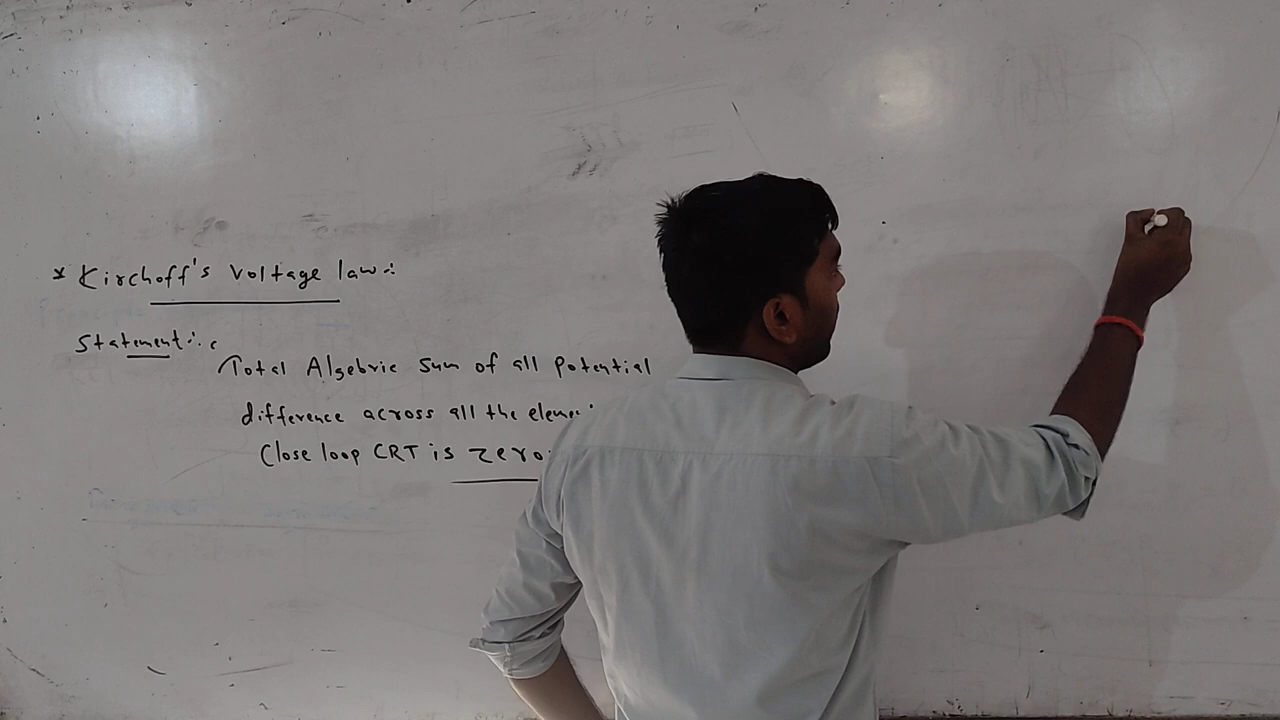 * Kirchoff's Voltage law:
Statement:
Total Algebric Sum of all Potential
difference across all the
Close loop CRT is zero